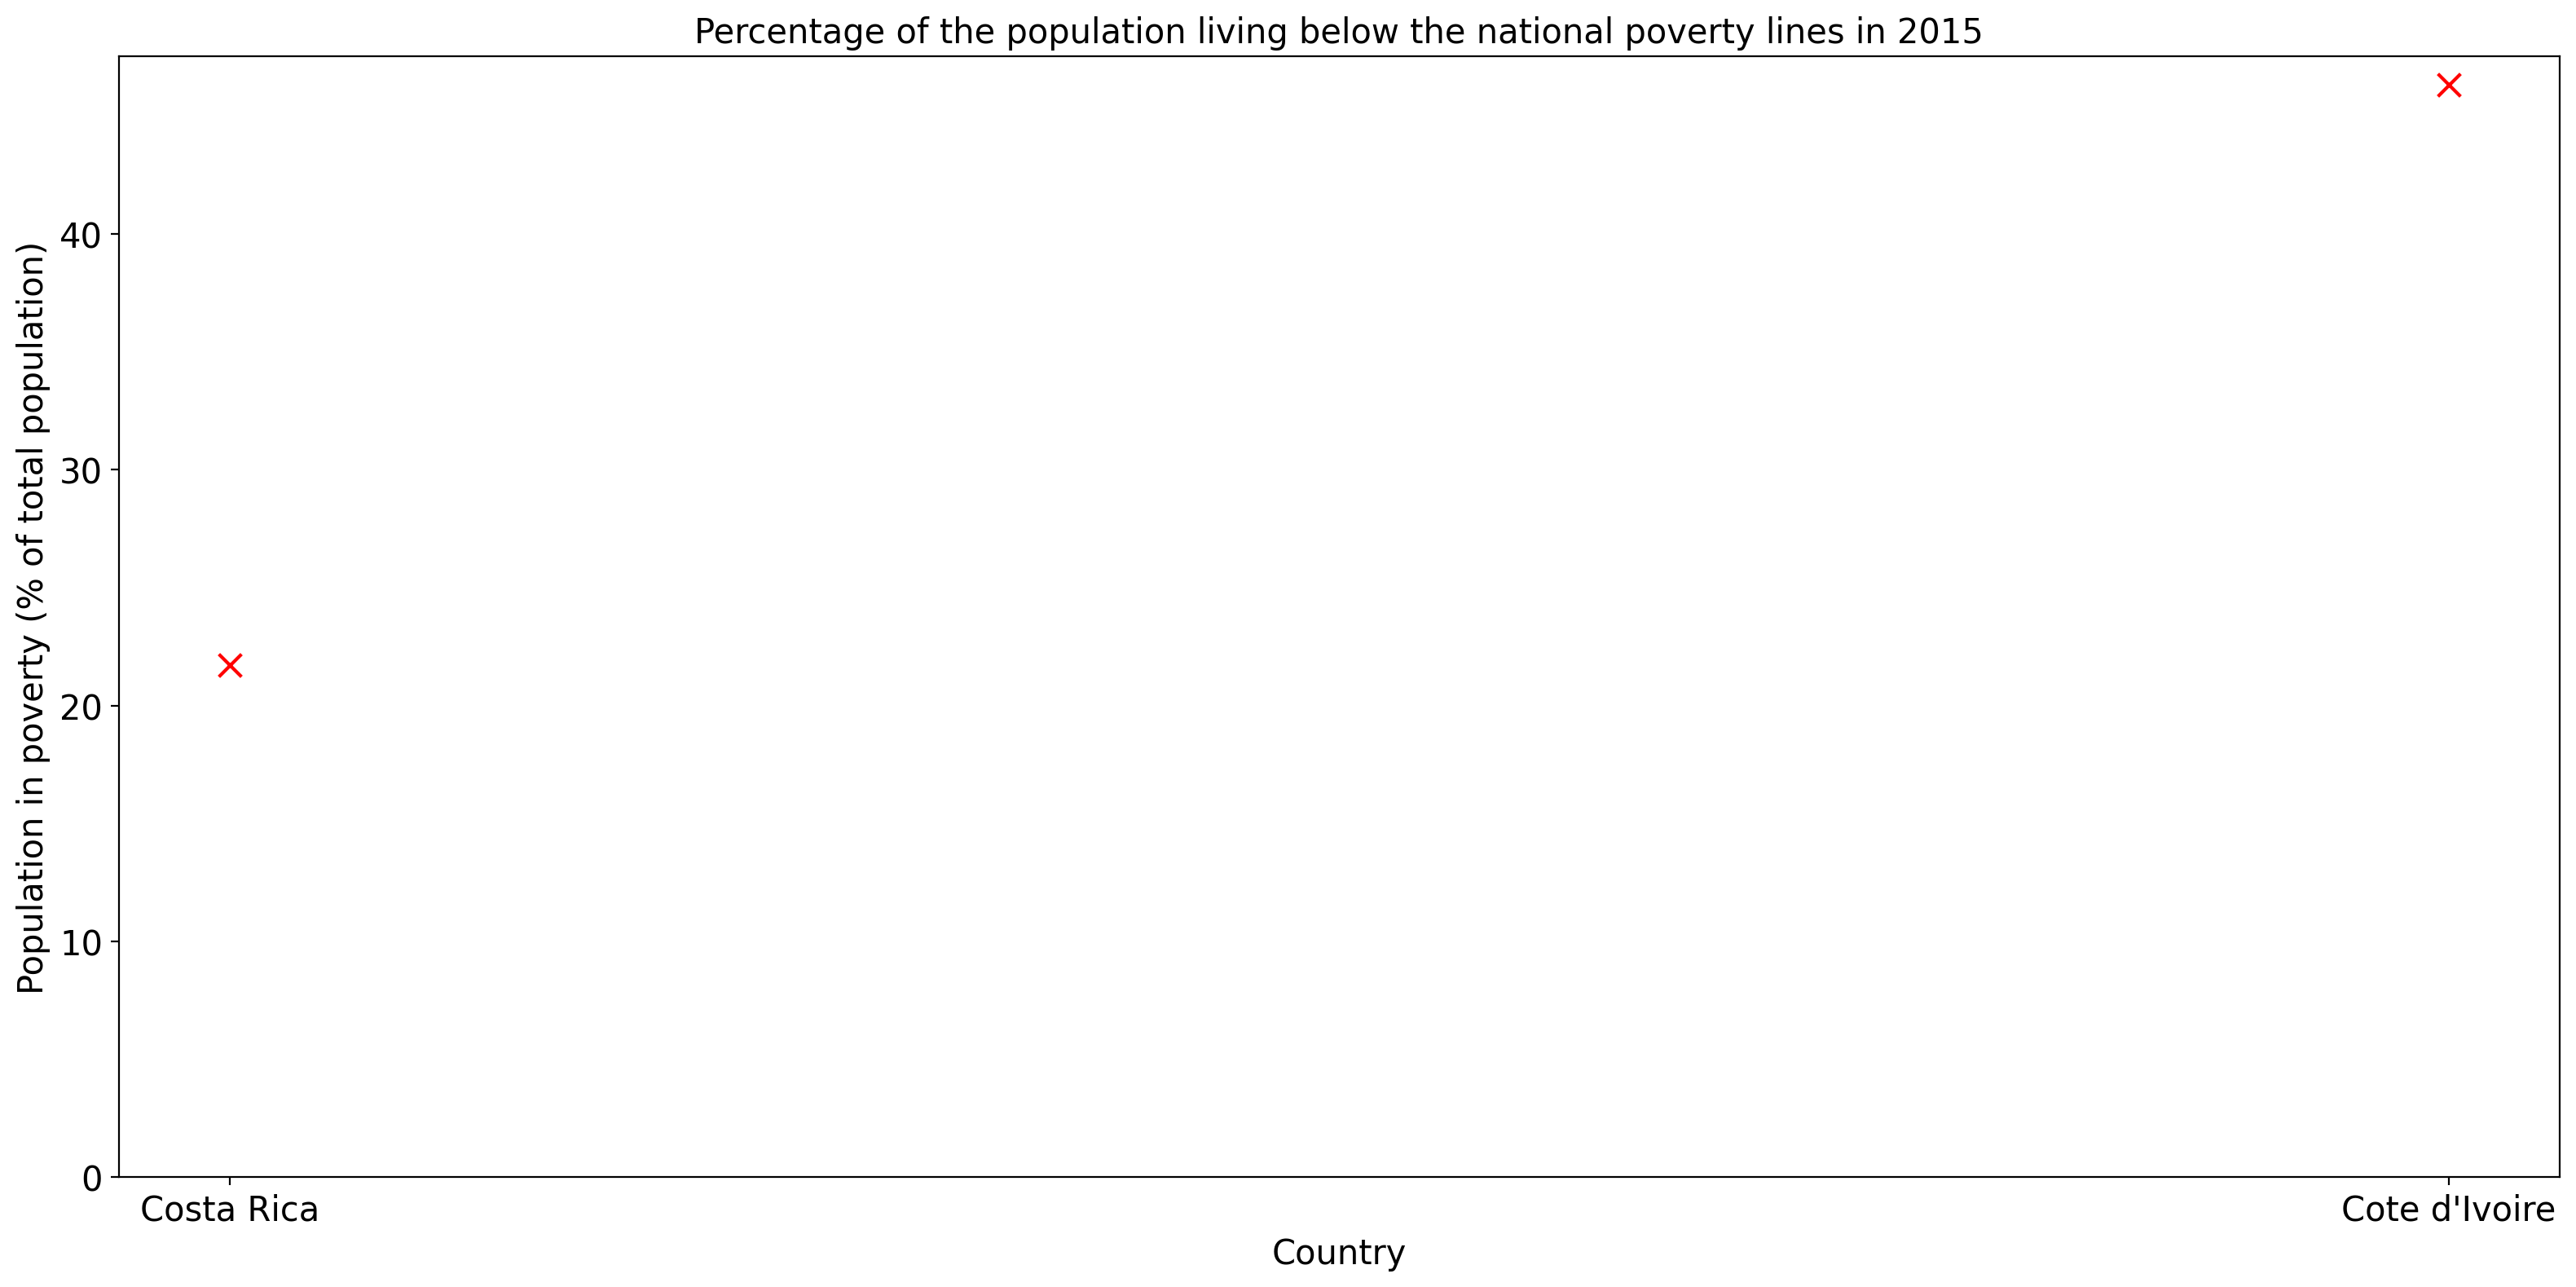 Percentage of the population living below the national poverty lines in 2015
Population in poverty (% of total population)
40
30
20
10
0
Costa Rica
Cote d'Ivoire
Country